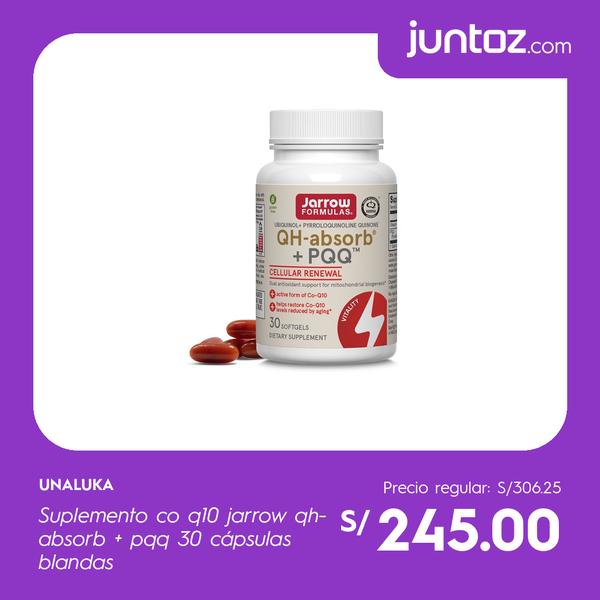 juntoz.com
Jarrow
FORMULAS®
UBIQUINOL+ PYRROLOQUINOLINE QUINONE
QH-absorb®
+ PQQ™
CELLULAR RENEWAL
Dual antioxidant support for mitochondrial biogenesis*
active form of Co-Q10
helps restore Co-Q10
levels reduced by aging*
VITALITY
30 SOFTGELS
DIETARY SUPPLEMENT
UNALUKA
Precio regular: S/306.25
Suplemento co q10 jarrow qh-
absorb + pqq 30 cápsulas
blandas
S/ 245.00